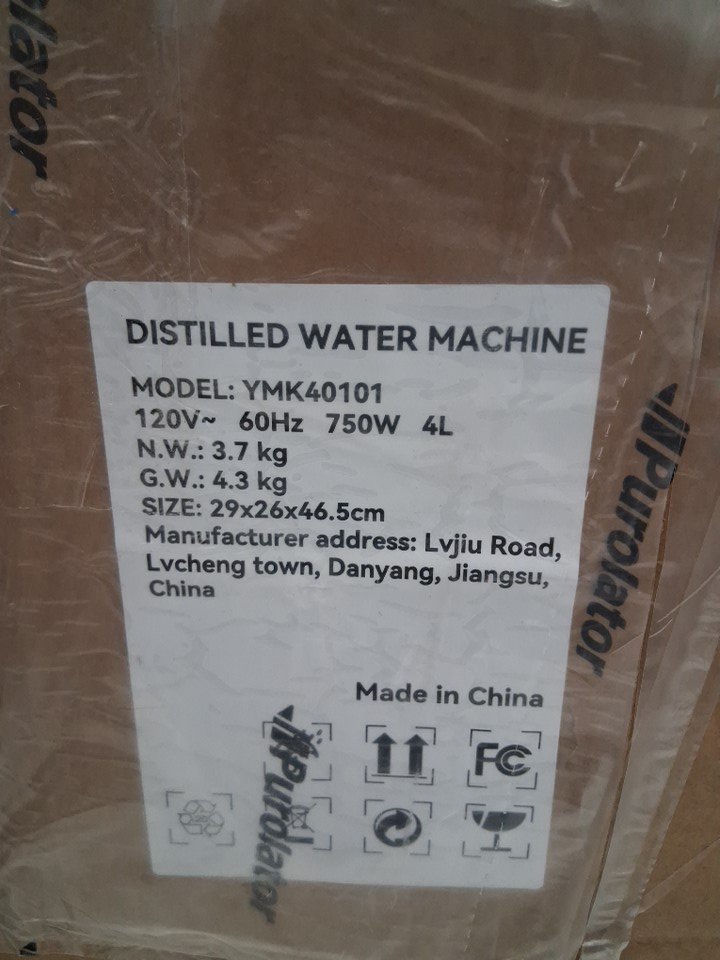 Purolator
DISTILLED WATER MACHINE
MODEL: YMK40101
120V~ 60Hz 750W 4L
N.W.: 3.7 kg
G.W.: 4.3 kg
SIZE: 29x26x46.5cm
Manufacturer address: Lvjiu Road,
Lvcheng town, Danyang, Jiangsu,
China
Purolator
Made in China
FC
Purolator